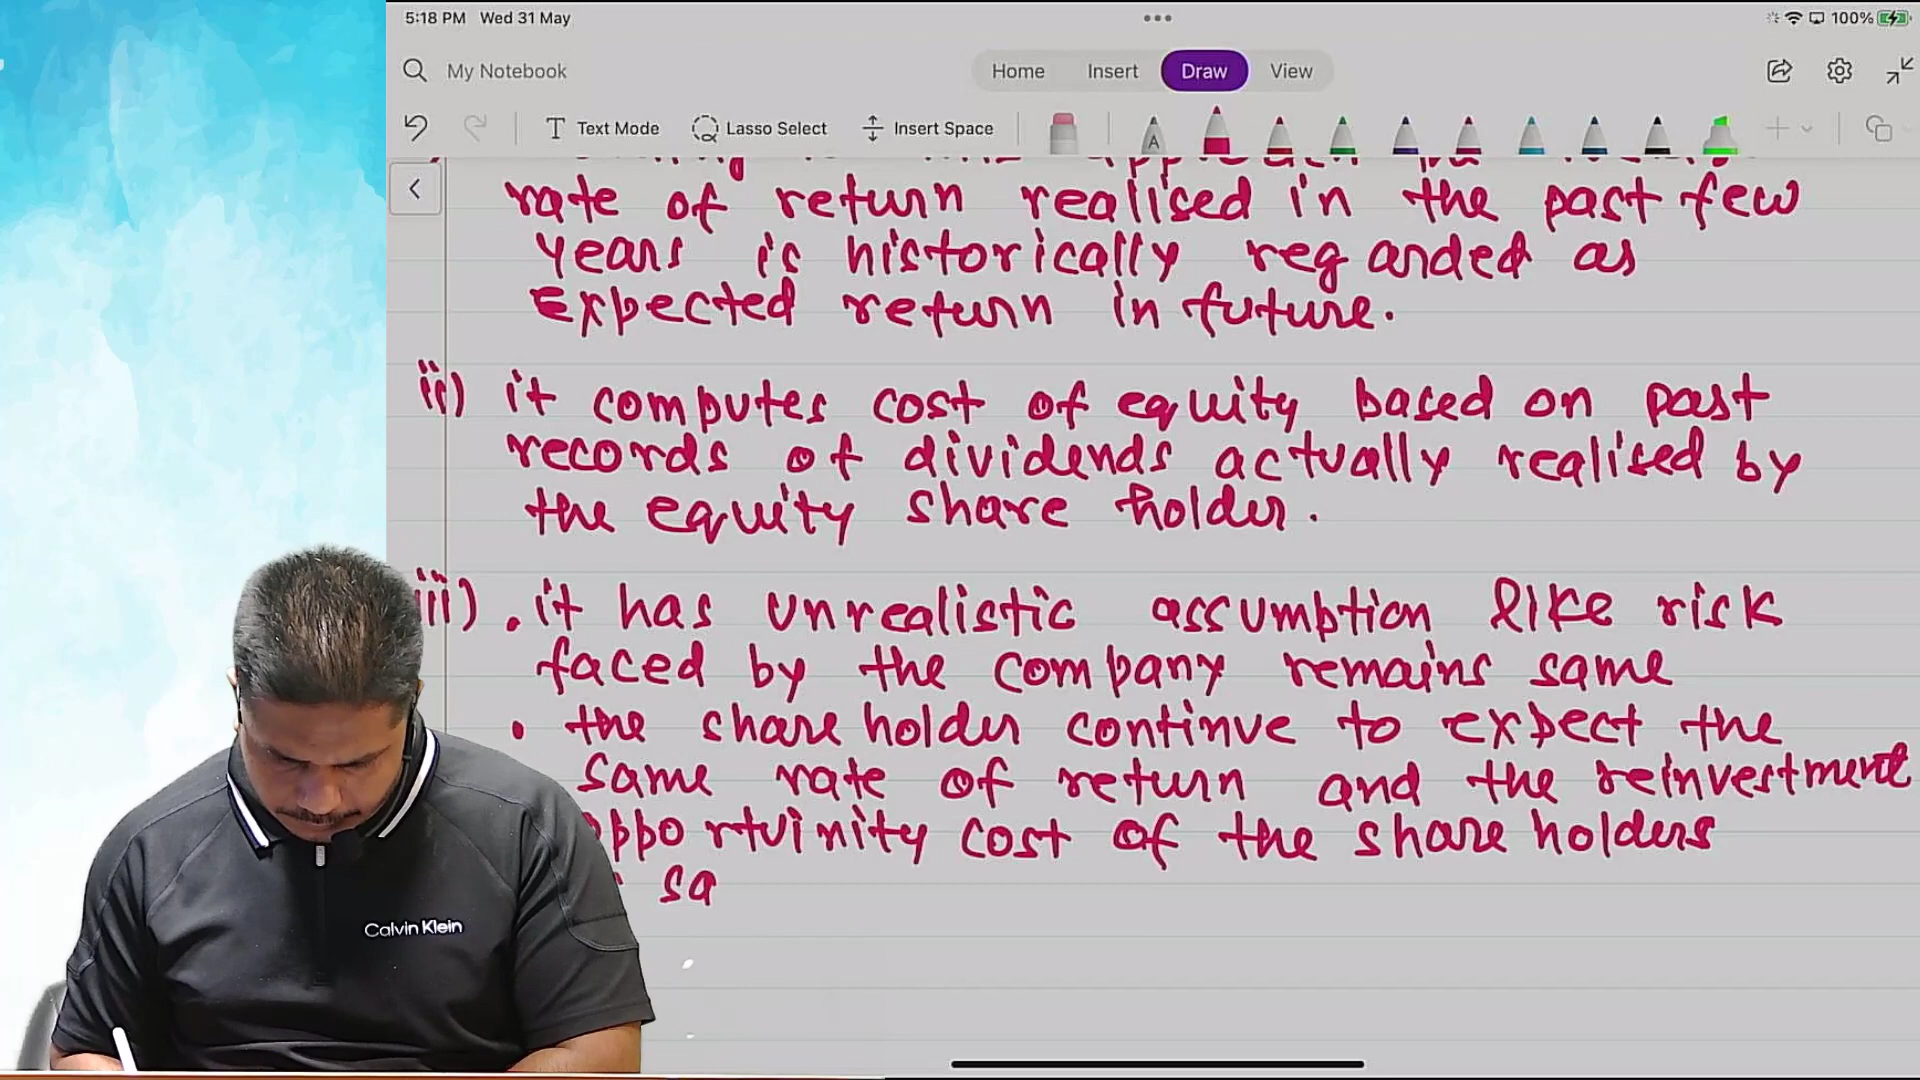 5:18 PM Wed 31 May
100%
My Notebook
Home Insert Draw View
Text Mode Lasso Select Insert Space
A
rate of return realised in the past few
years is historically regarded as
Expected return in future.
ii) it computes cost of equity based on past
records of dividends actually realised by
the equity share holder.
iii) . it has unrealistic assumption like risk
faced by the company remains same
• the share holder continue to expect the
same rate of return and the reinvestment
opportuinity cost of the share holders
sa
Calvin Klein